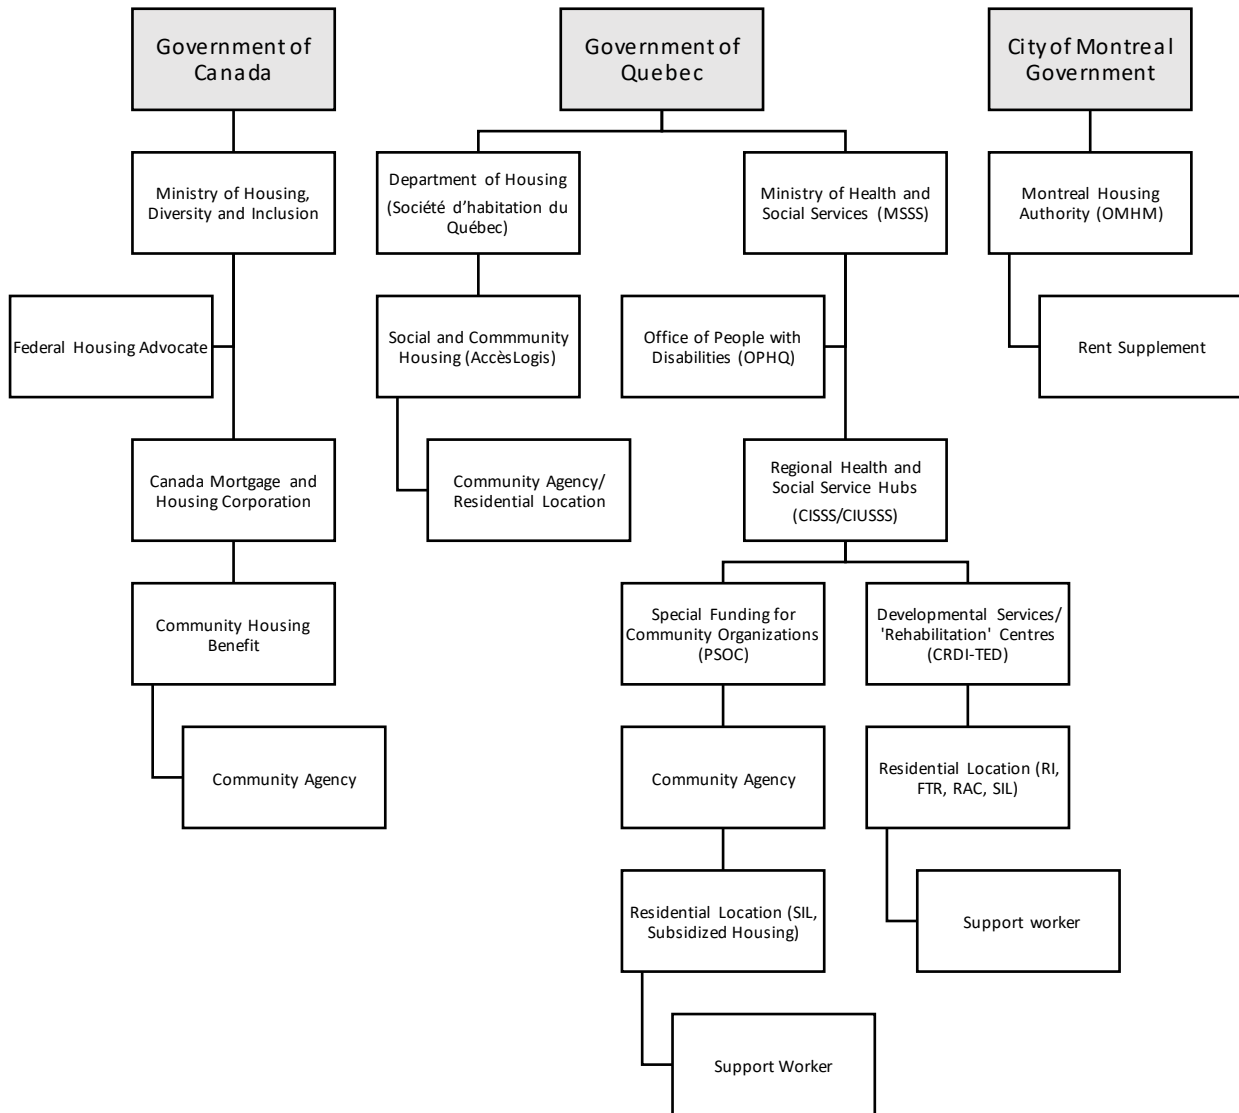 Government of
Canada
Government of
Quebec
City of Montreal
Government
Ministry of Housing,
Diversity and Inclusion
Department of Housing
(Société d'habitation du
Québec)
Ministry of Health and
Social Services (MSSS)
Montreal Housing
Authority (OMHM)
Federal Housing Advocate
Social and Commmunity
Housing (AccèsLogis)
Office of People with
Disabilities (OPHQ)
Rent Supplement
Canada Mortgage and
Housing Corporation
Community Agency/
Residential Location
Regional Health and
Social Service Hubs
(CISSS/CIUSSS)
Community Housing
Benefit
Special Funding for
Community Organizations
(PSOC)
Developmental Services/
'Rehabilitation' Centres
(CRDI-TED)
Community Agency
Community Agency
Residential Location (RI,
FTR, RAC, SIL)
Residential Location (SIL,
Subsidized Housing)
Support worker
Support Worker